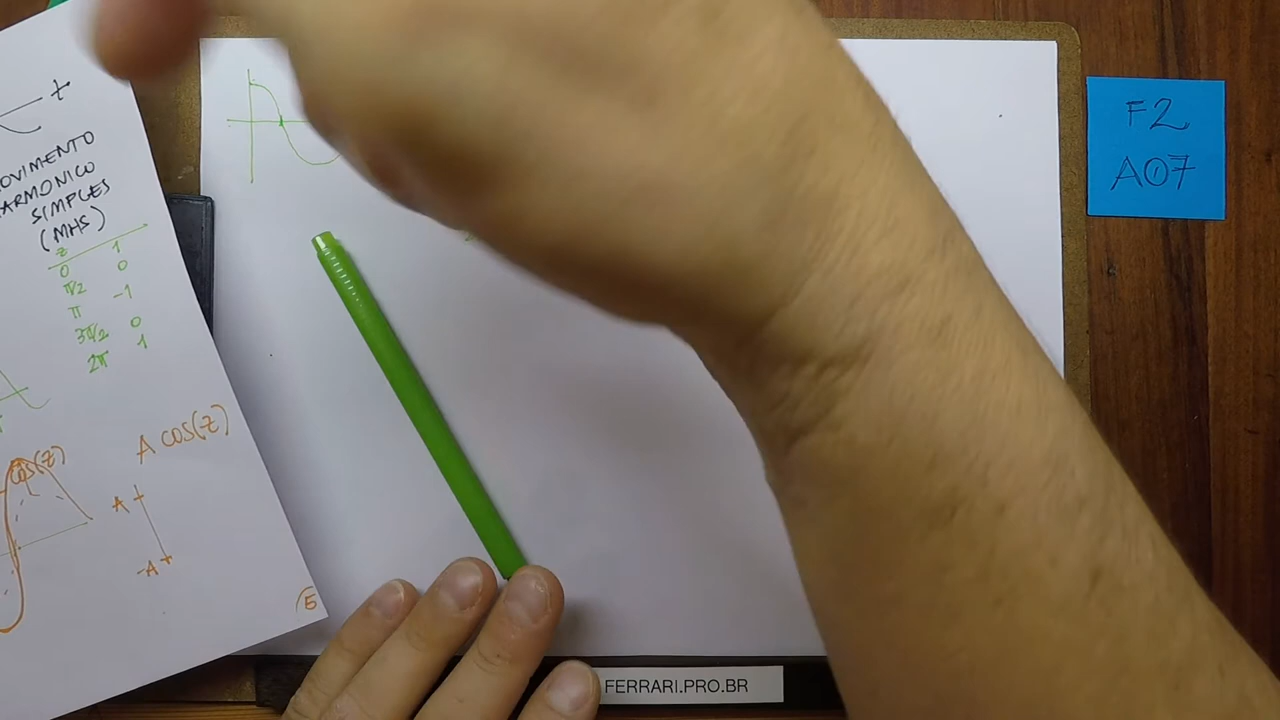 t
OVIMENTO
ARMONICO
SIMPLES
(MHS)
z 1
0 0
π/2 -1
π
3π/2 0
2π 1
A cos(z)
cos(z)
A
-A
5
F2
A07
FERRARI.PRO.BR